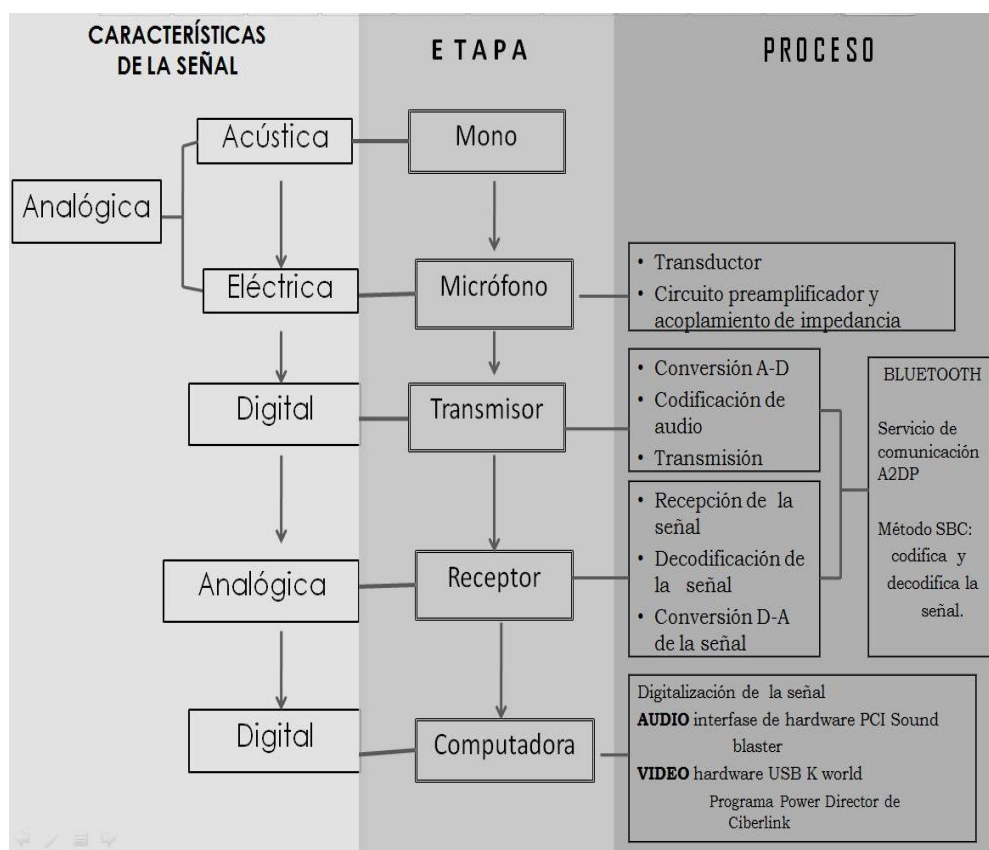 CARACTERÍSTICAS
DE LA SEÑAL
E T A P A
PROCESO
Acústica
Mono
Analógica
Eléctrica
Micrófono
• Transductor
• Circuito preamplificador y
acoplamiento de impedancia
Digital
Transmisor
• Conversión A-D
• Codificación de
audio
• Transmisión
BLUETOOTH
Servicio de
comunicación
A2DP
Método SBC:
codifica y
decodifica la
señal.
Analógica
Receptor
• Recepción de la
señal
• Decodificación de
la señal
• Conversión D-A
de la señal
Digital
Computadora
Digitalización de la señal
AUDIO interfase de hardware PCI Sound
blaster
VIDEO hardware USB K world
Programa Power Director de
Ciberlink